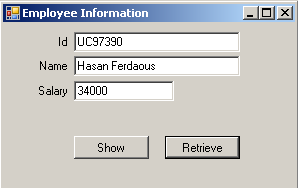 Employee Information
Id UC97390
Name Hasan Ferdaous
Salary 34000
Show Retrieve